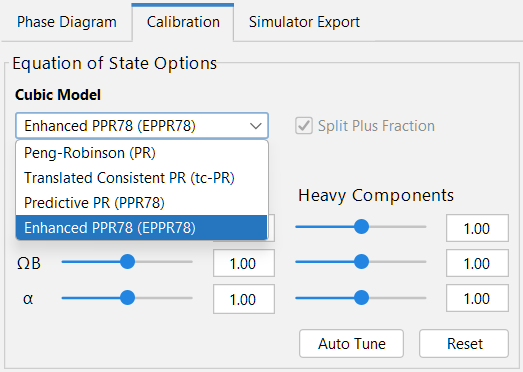 Phase Diagram Calibration Simulator Export
Equation of State Options
Cubic Model
Enhanced PPR78 (EPPR78) Split Plus Fraction
Peng-Robinson (PR)
Translated Consistent PR (tc-PR)
Predictive PR (PPR78)
Enhanced PPR78 (EPPR78)
Heavy Components
1.00
ΩB 1.00 1.00
α 1.00 1.00
Auto Tune Reset